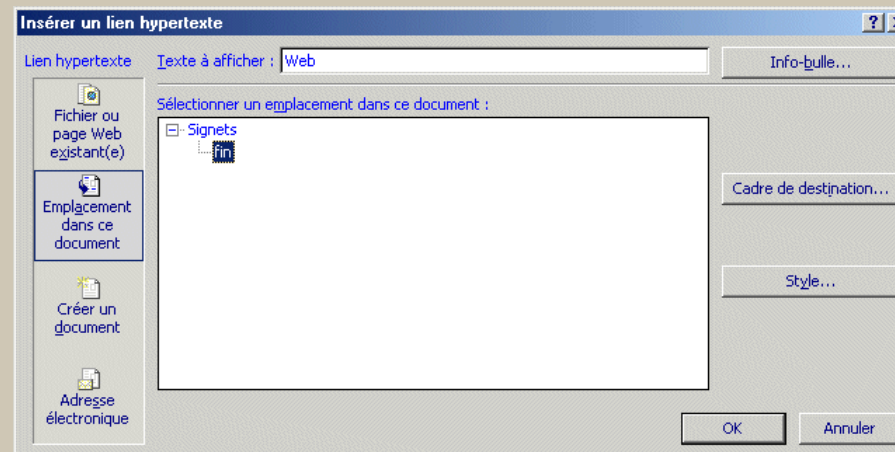 Insérer un lien hypertexte
Lien hypertexte
Texte à afficher : Web
Info-bulle...
Fichier ou
page Web
existant(e)
Sélectionner un emplacement dans ce document :
Signets
fin
Emplacement
dans ce
document
Cadre de destination...
Créer un
document
Style...
Adresse
électronique
OK
Annuler